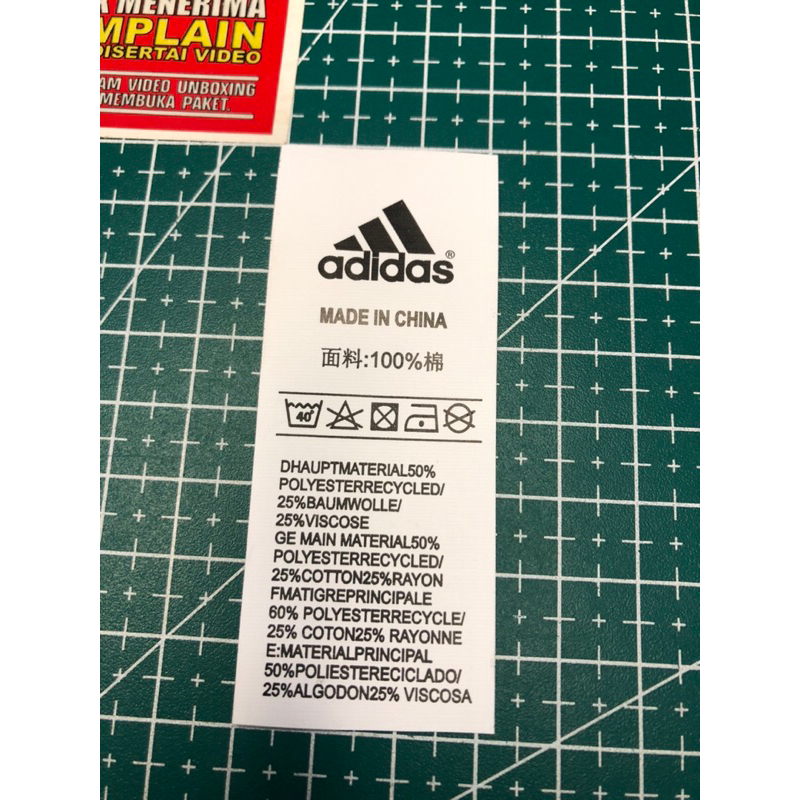 MENERIMA
MPLAIN
DISERTAI VIDEO
AM VIDEO UNBOXING
MEMBUKA PAKET.
adidas®
MADE IN CHINA
面料:100%棉
40°
DHAUPTMATERIAL50%
POLYESTERRECYCLED/
25%BAUMWOLLE/
25%VISCOSE
GE MAIN MATERIAL50%
POLYESTERRECYCLED/
25%COTTON25%RAYON
FMATIGREPRINCIPALE
60% POLYESTERRECYCLE/
25% COTON25% RAYONNE
E:MATERIALPRINCIPAL
50%POLIESTERECICLADO/
25%ALGODON25% VISCOSA